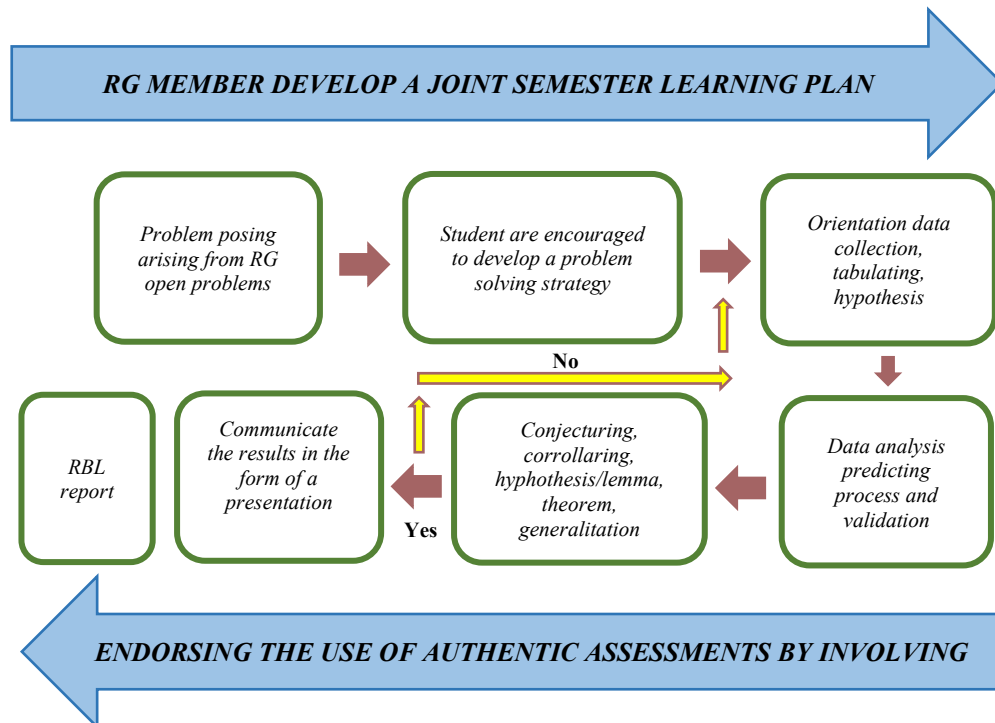 RG MEMBER DEVELOP A JOINT SEMESTER LEARNING PLAN
Problem posing
arising from RG
open problems
Student are encouraged
to develop a problem
solving strategy
Orientation data
collection,
tabulating,
hypothesis
No
RBL
report
Communicate
the results in the
form of a
presentation
Yes
Conjecturing,
corrollaring,
hyphothesis/lemma,
theorem,
generalitation
Data analysis
predicting
process and
validation
ENDORSING THE USE OF AUTHENTIC ASSESSMENTS BY INVOLVING